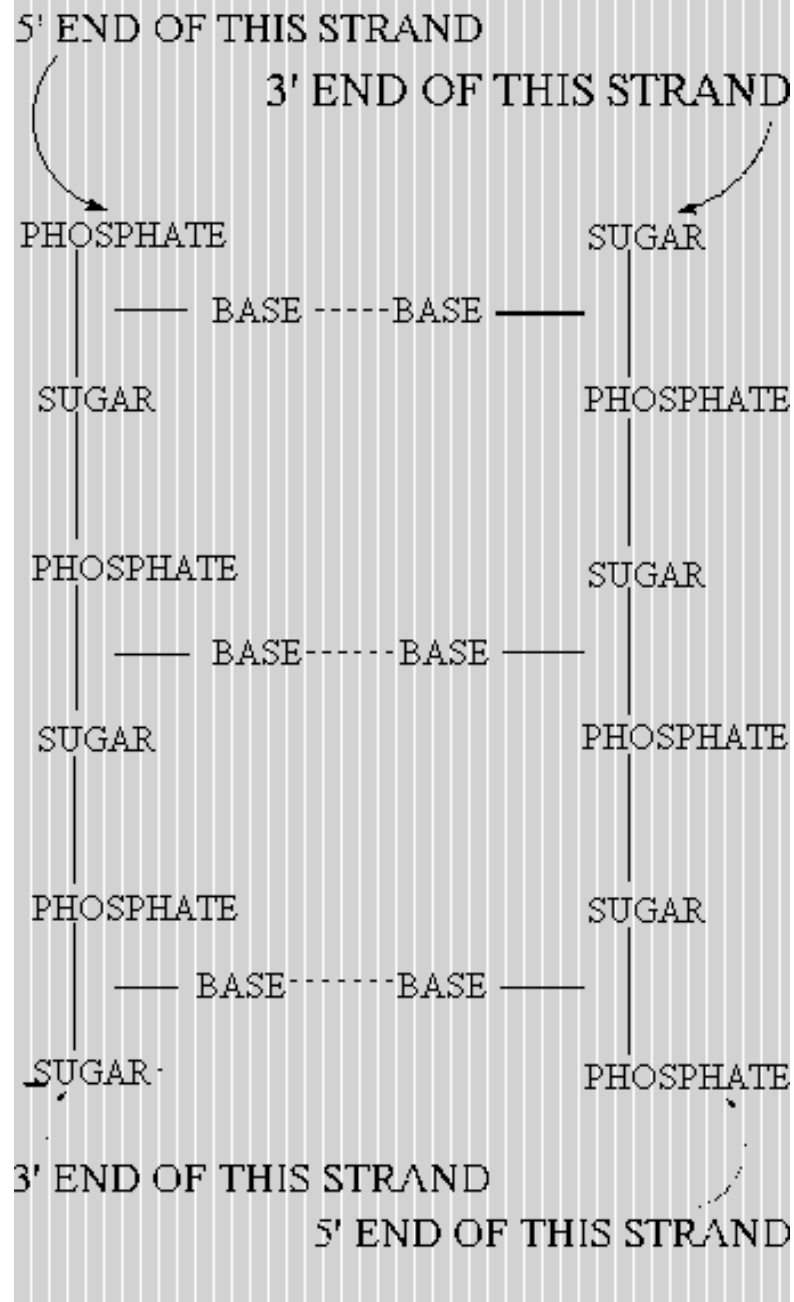 5' END OF THIS STRAND
3' END OF THIS STRAND
PHOSPHATE SUGAR
BASE BASE
SUGAR PHOSPHATE
PHOSPHATE SUGAR
BASE BASE
SUGAR PHOSPHATE
PHOSPHATE SUGAR
BASE BASE
SUGAR PHOSPHATE
3' END OF THIS STRAND
5' END OF THIS STRAND